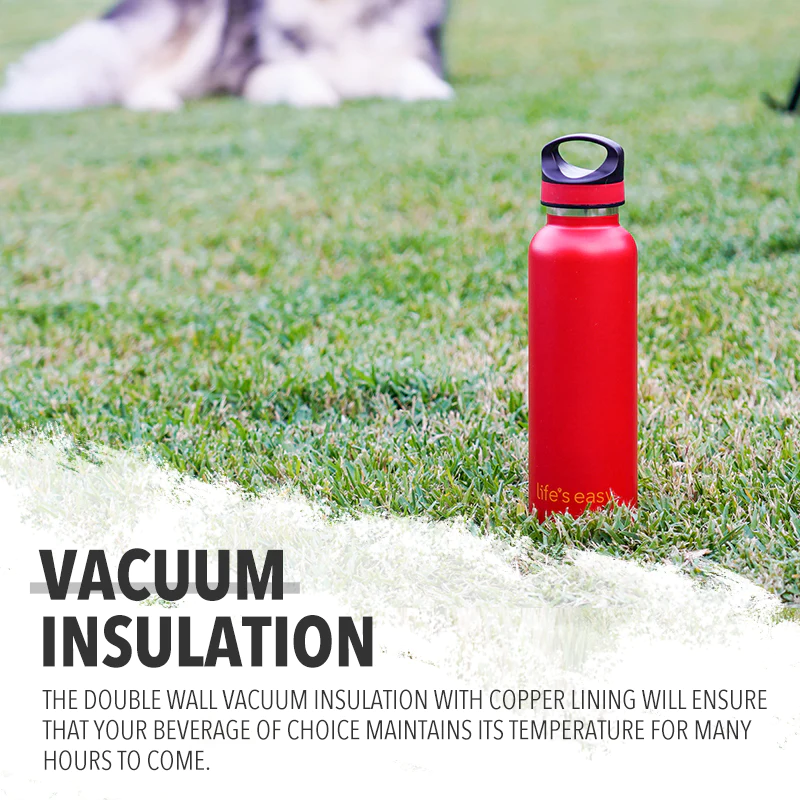 life's easy
VACUUM
INSULATION
THE DOUBLE WALL VACUUM INSULATION WITH COPPER LINING WILL ENSURE
THAT YOUR BEVERAGE OF CHOICE MAINTAINS ITS TEMPERATURE FOR MANY
HOURS TO COME.